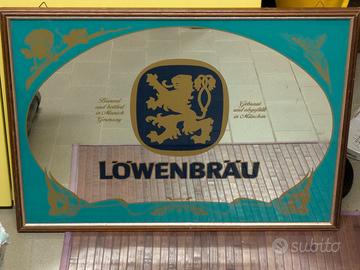 Brewed
and bottled
in Munich
Germany
Gebraut
und abgefüllt
in München
LÖWENBRÄU
subito